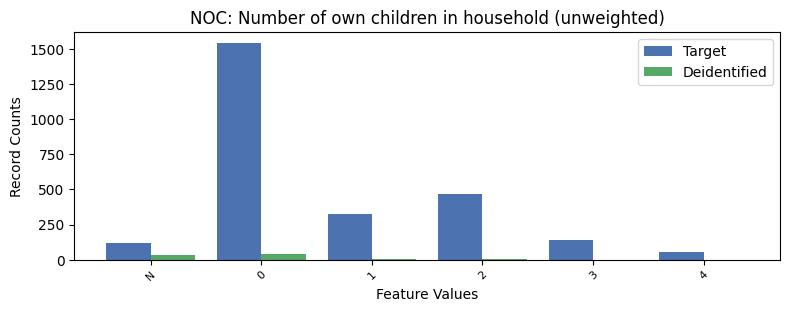 NOC: Number of own children in household (unweighted)
Target
Deidentified
Record Counts
1500
1250
1000
750
500
250
0
N 0 1 2 3 4
Feature Values